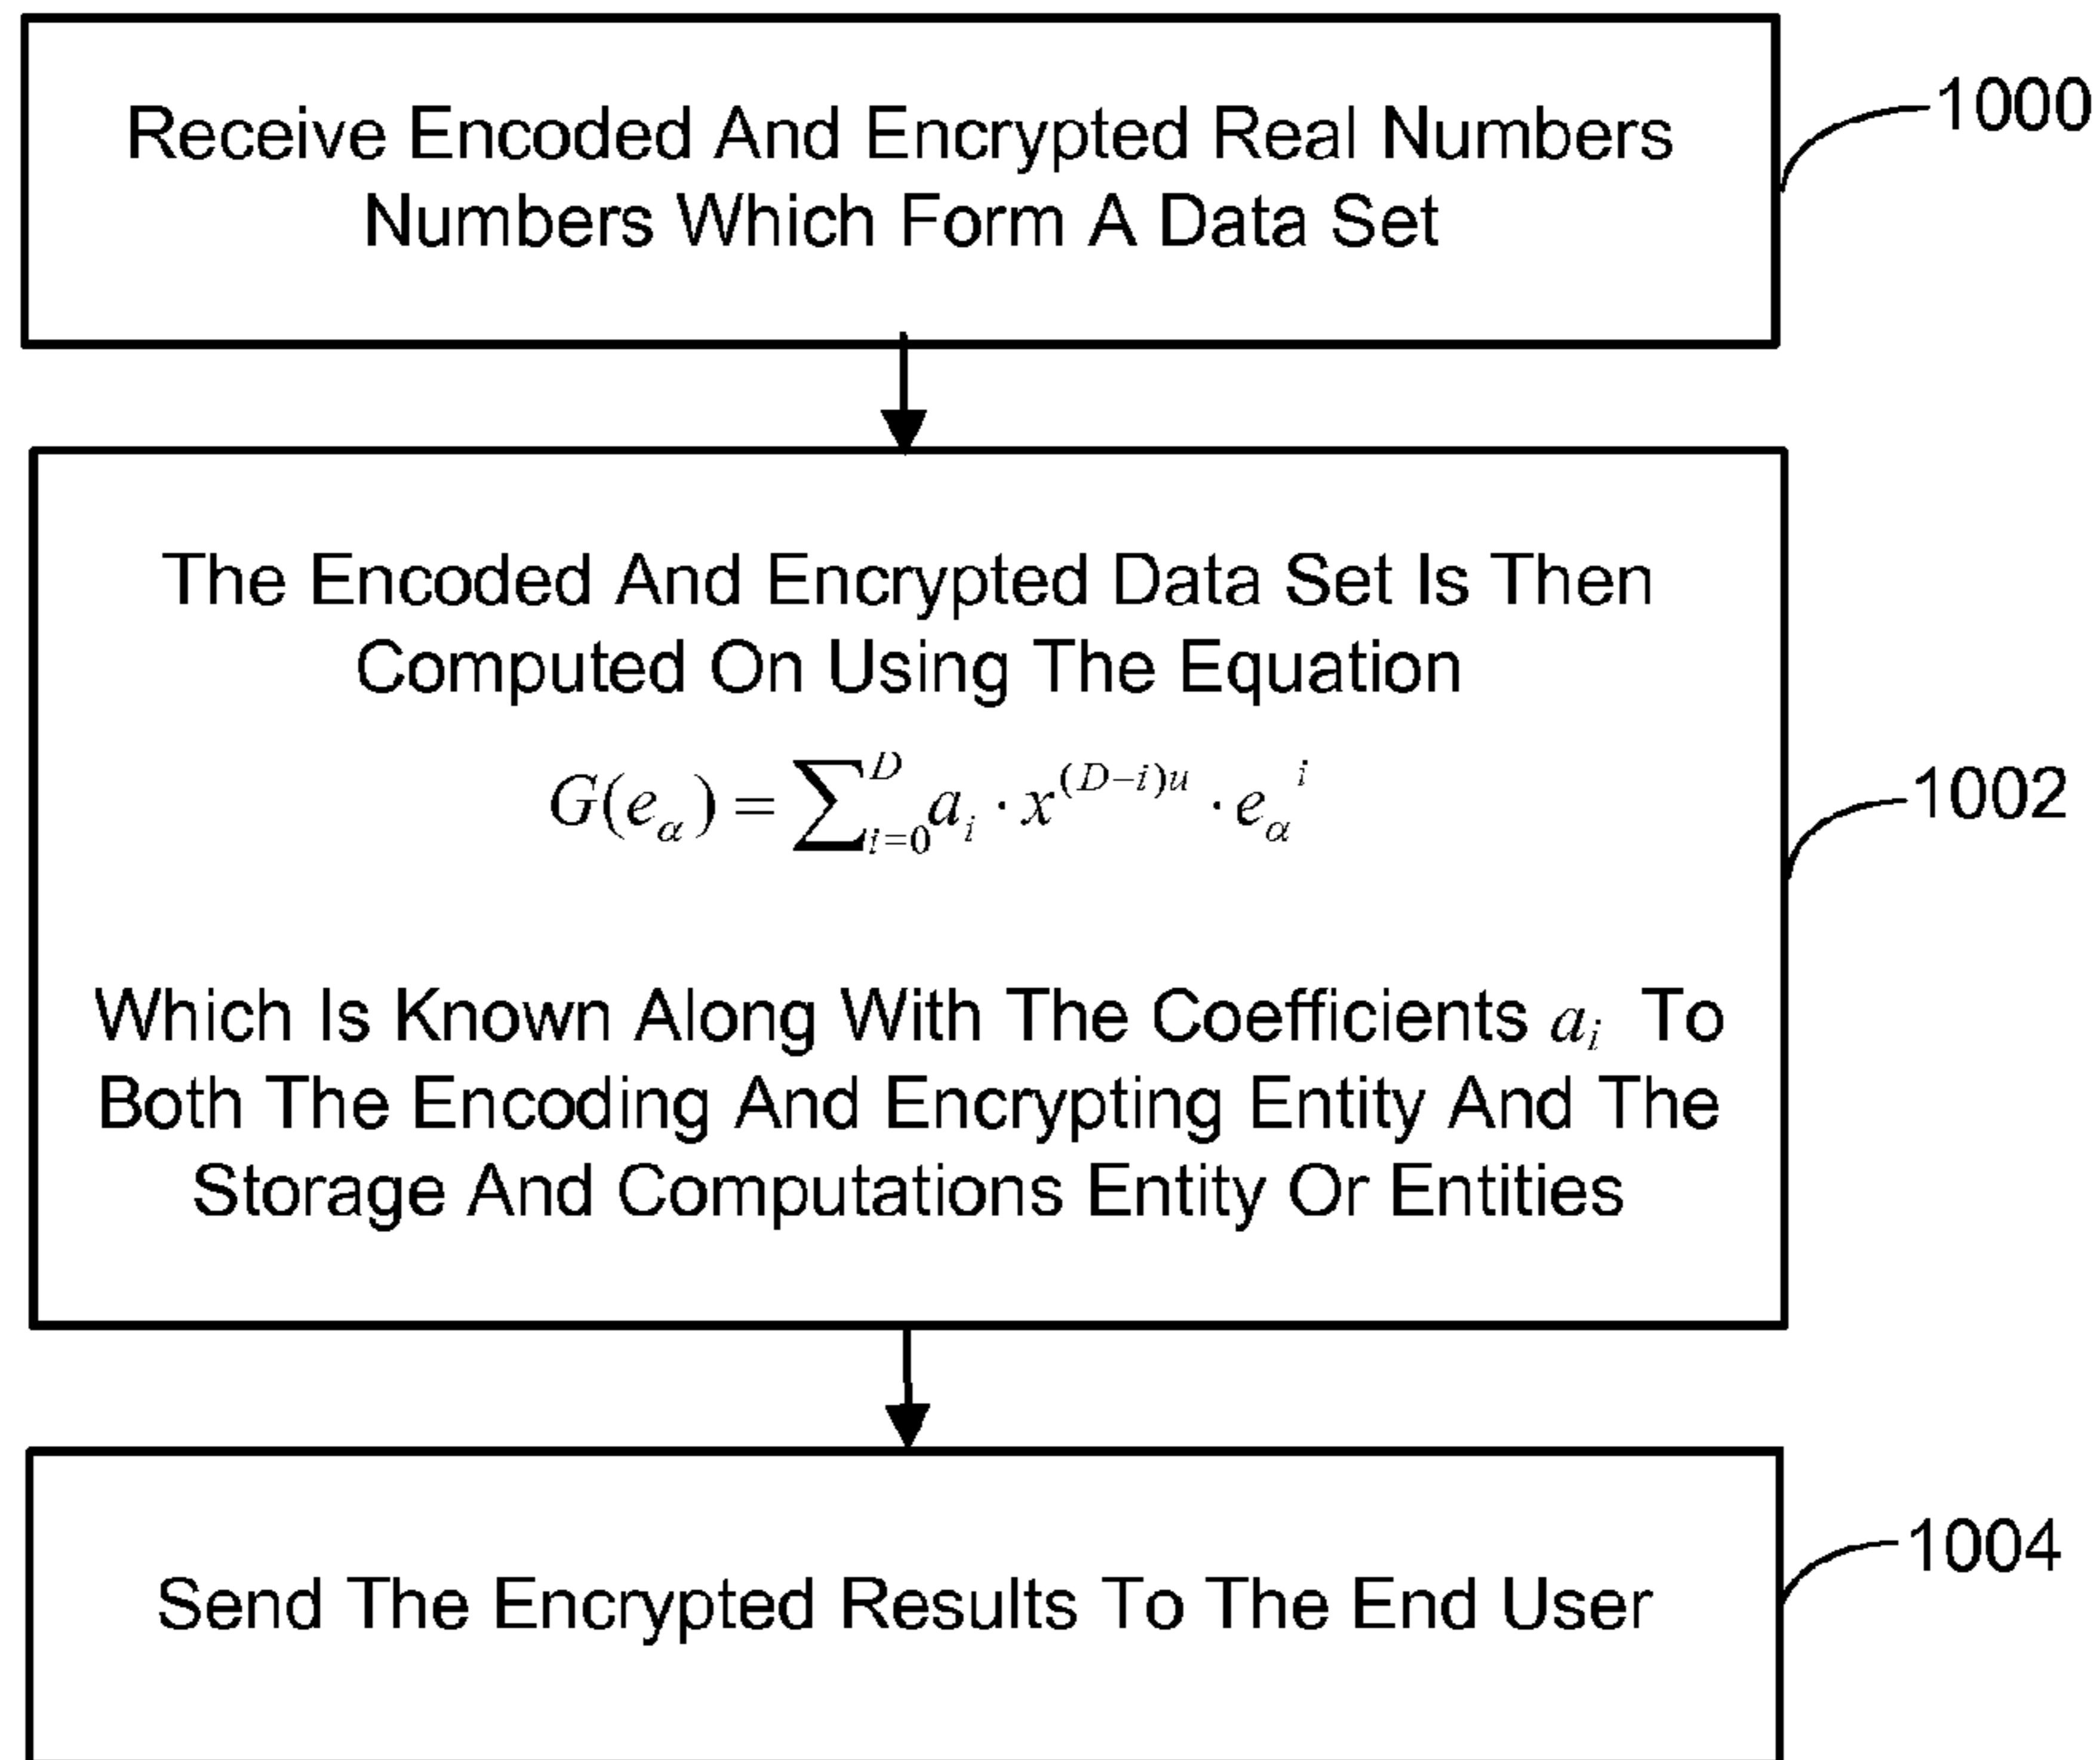 Receive Encoded And Encrypted Real Numbers
Numbers Which Form A Data Set
1000
The Encoded And Encrypted Data Set Is Then
Computed On Using The Equation
G(e_α) = ∑_{i=0}^{D} a_i · x^{(D−i)u} · e_α^i
1002
Which Is Known Along With The Coefficients a_i To
Both The Encoding And Encrypting Entity And The
Storage And Computations Entity Or Entities
Send The Encrypted Results To The End User
1004